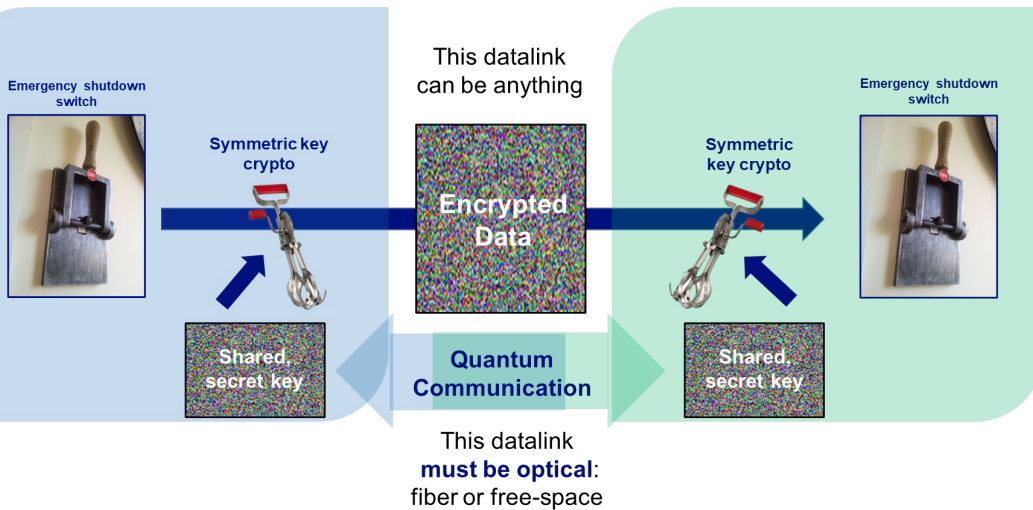 This datalink
can be anything
Emergency shutdown
switch
Emergency shutdown
switch
Symmetric key
crypto
Symmetric
key crypto
Encrypted
Data
Shared,
secret key
Quantum
Communication
Shared,
secret key
This datalink
must be optical:
fiber or free-space